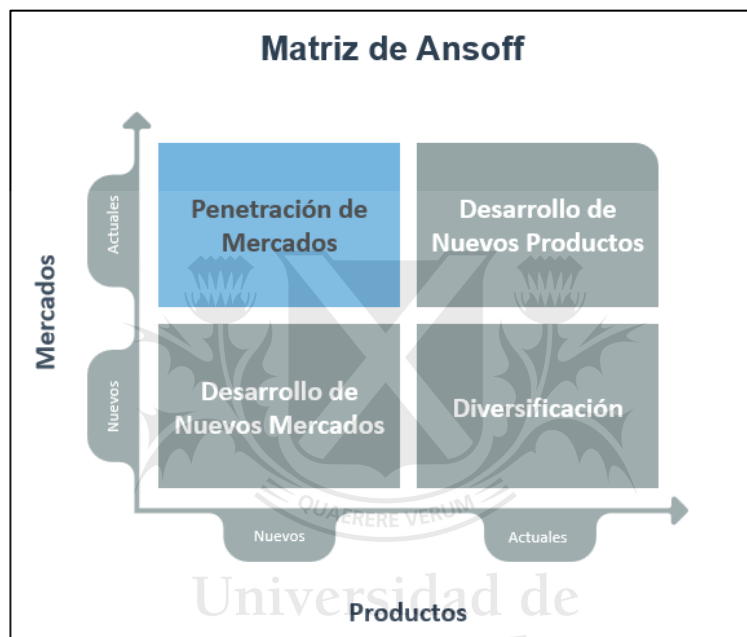 Matriz de Ansoff
Mercados
Actuales
Nuevos
Penetración de
Mercados
Desarrollo de
Nuevos Productos
Desarrollo de
Nuevos Mercados
Diversificación
QUAERERE VERUM
Nuevos
Actuales
Universidad de
Productos